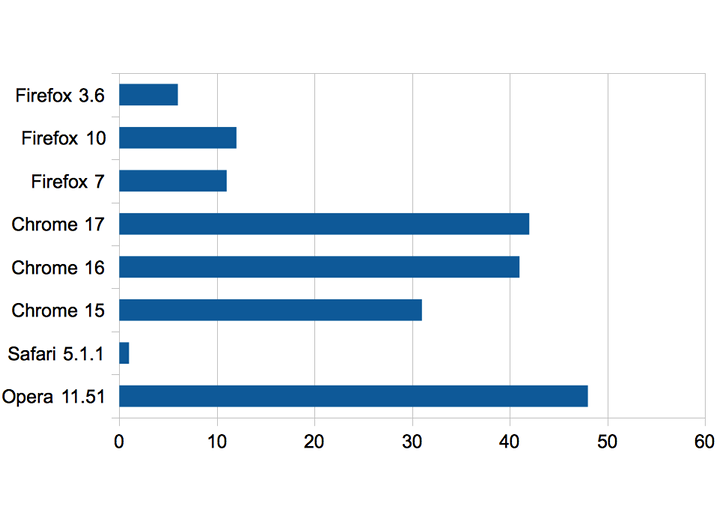 Firefox 3.6
Firefox 10
Firefox 7
Chrome 17
Chrome 16
Chrome 15
Safari 5.1.1
Opera 11.51
0 10 20 30 40 50 60